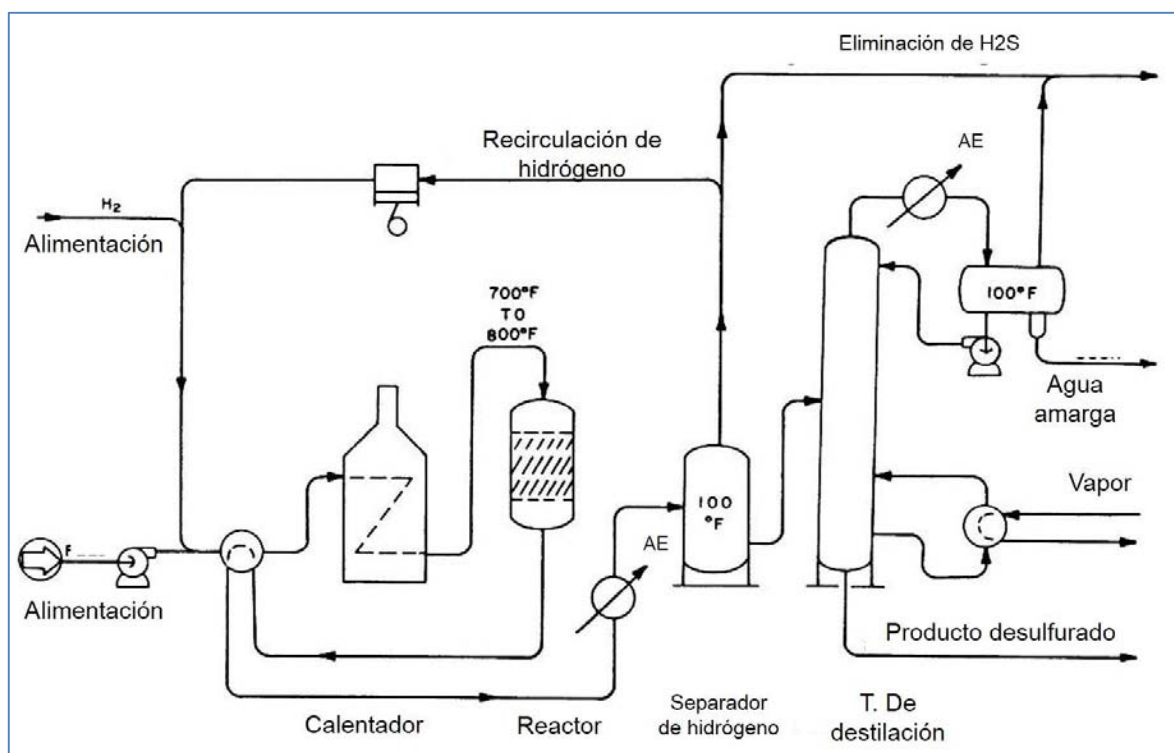 Eliminación de H2S
Recirculación de
hidrógeno
AE
H₂
Alimentación
700°F
TO
800°F
100°F
Agua
amarga
Vapor
100
°F
AE
F
Alimentación
Producto desulfurado
Calentador
Reactor
Separador
de hidrógeno
T. De
destilación